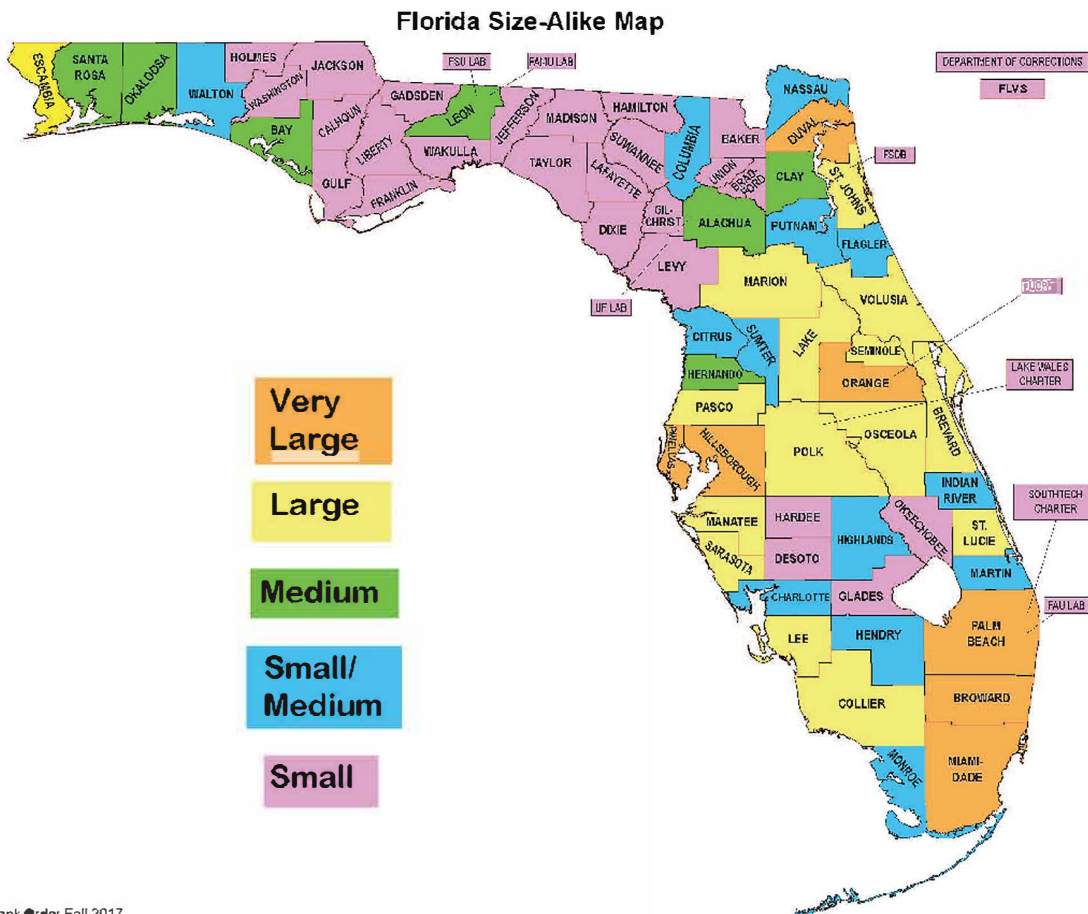 Florida Size-Alike Map
ESCAMBIA
SANTA
ROSA
OKALOOSA
WALTON
HOLMES
WASHINGTON
JACKSON
BAY
CALHOUN
GULF
LIBERTY
GADSDEN
FRANKLIN
WAKULLA
LEON
FSU LAB
FAMU LAB
JEFFERSON
MADISON
TAYLOR
HAMILTON
SUWANNEE
LAFAYETTE
DIXIE
GIL-
CHRIST
COLUMBIA
BAKER
UNION
BRAD-
FORD
NASSAU
DUVAL
CLAY
ST. JOHNS
FSDB
DEPARTMENT OF CORRECTIONS
FLVS
ALACHUA
PUTNAM
FLAGLER
LEVY
UF LAB
MARION
VOLUSIA
CITRUS
SUMTER
LAKE
SEMINOLE
ORANGE
HERNANDO
PASCO
LAKE WALES
CHARTER
PINELLAS
HILLSBOROUGH
POLK
OSCEOLA
BREVARD
INDIAN
RIVER
SOUTHTECH
CHARTER
MANATEE
HARDEE
HIGHLANDS
OKEECHOBEE
ST.
LUCIE
SARASOTA
DESOTO
MARTIN
CHARLOTTE
GLADES
FAU LAB
LEE
HENDRY
PALM
BEACH
COLLIER
BROWARD
MONROE
MIAMI-
DADE
Very
Large
Large
Medium
Small/
Medium
Small
Fall 2017